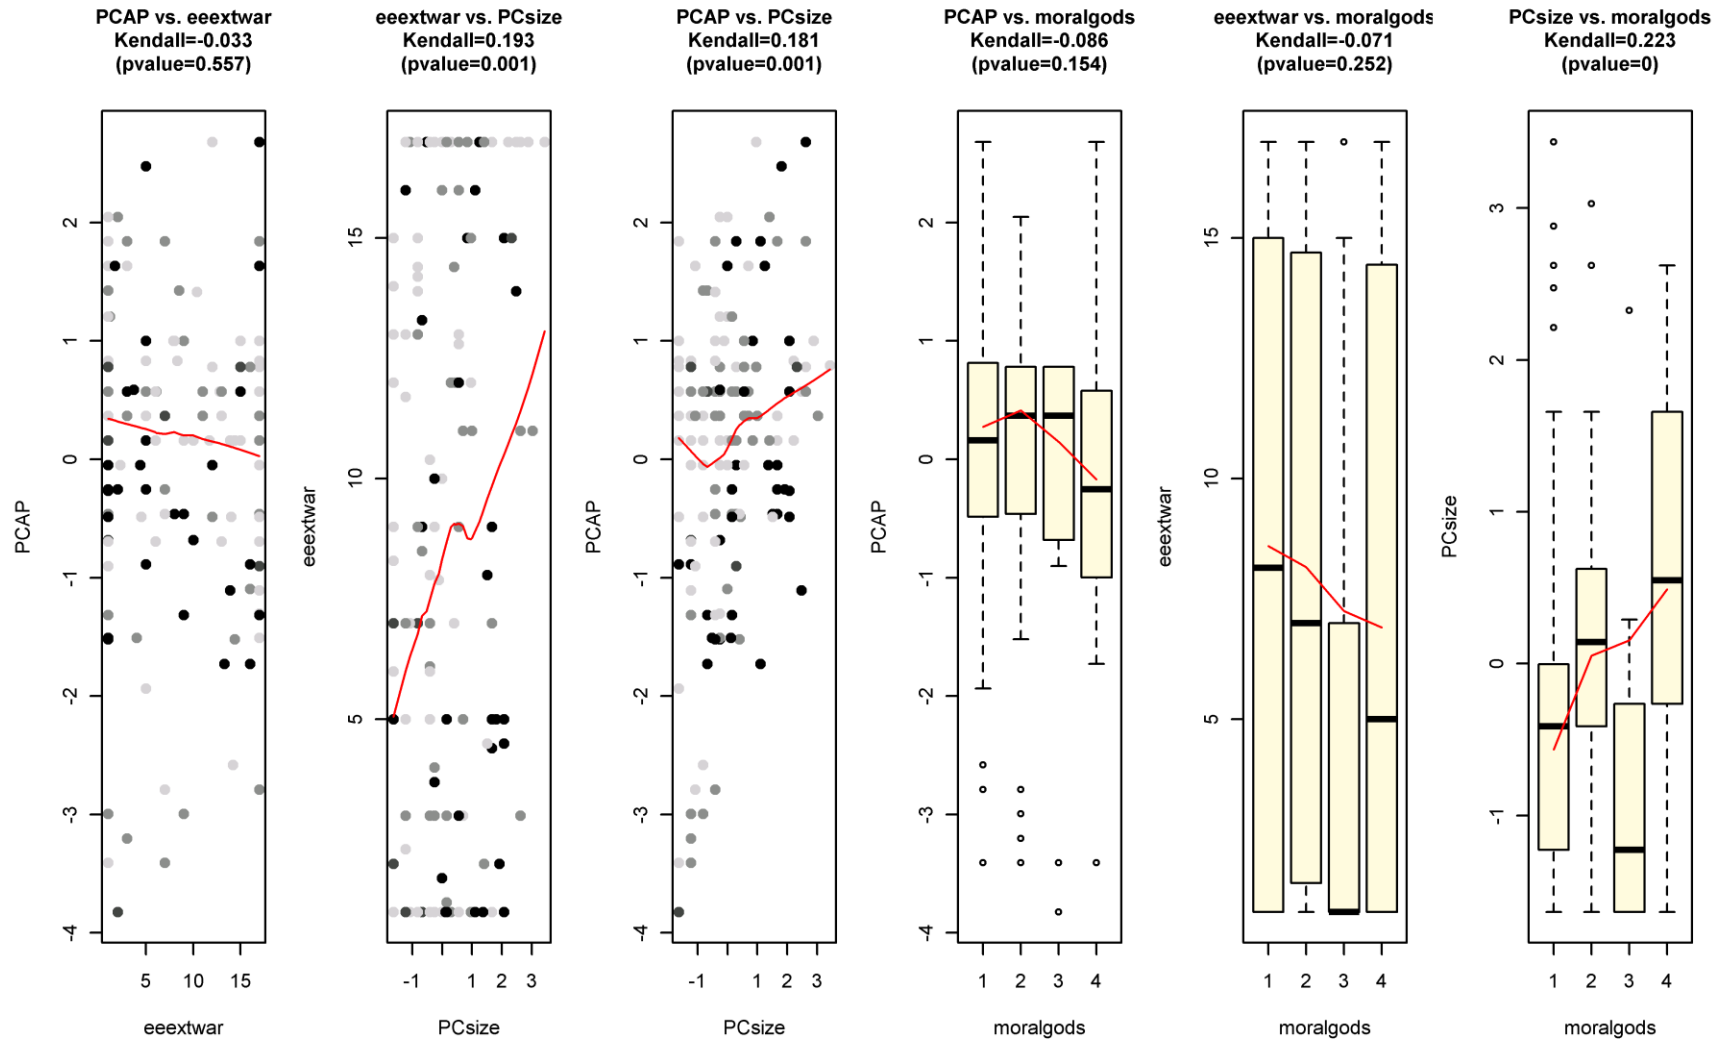 PCAP vs. eeextwar
Kendall=-0.033
(pvalue=0.557)
PCAP
2
1
0
-1
-2
-3
-4
5 10 15
eeextwar
eeextwar vs. PCsize
Kendall=0.193
(pvalue=0.001)
eeextwar
15
10
5
-1 1 2 3
PCsize
PCAP vs. PCsize
Kendall=0.181
(pvalue=0.001)
PCAP
2
1
0
-1
-2
-3
-4
-1 1 2 3
PCsize
PCAP vs. moralgods
Kendall=-0.086
(pvalue=0.154)
PCAP
2
1
0
-1
-2
-3
-4
1 2 3 4
moralgods
eeextwar vs. moralgods
Kendall=-0.071
(pvalue=0.252)
eeextwar
15
10
5
1 2 3 4
moralgods
PCsize vs. moralgods
Kendall=0.223
(pvalue=0)
PCsize
3
2
1
0
-1
1 2 3 4
moralgods